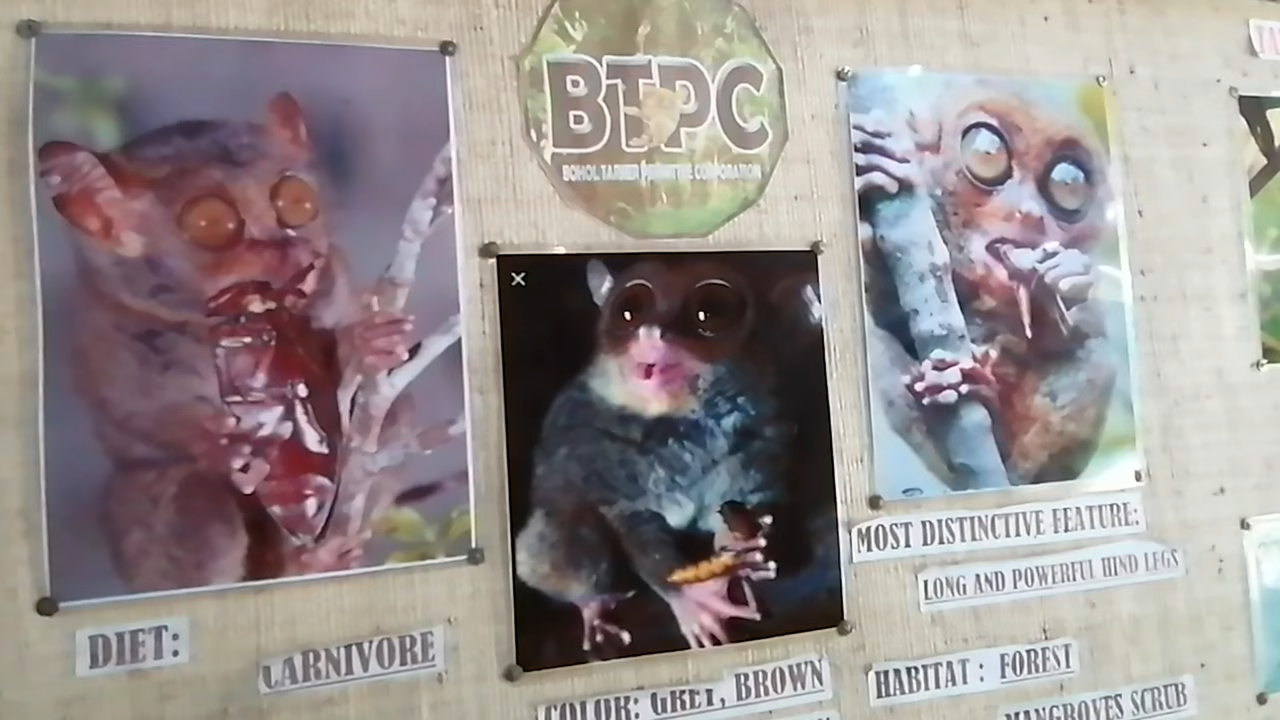 BTPC
BOHOL TARSIER PRIMATIVE CORPORATION
DIET:
CARNIVORE
COLOR: GREY, BROWN
MOST DISTINCTIVE FEATURE:
LONG AND POWERFUL HIND LEGS
HABITAT : FOREST
MANGROVES SCRUB